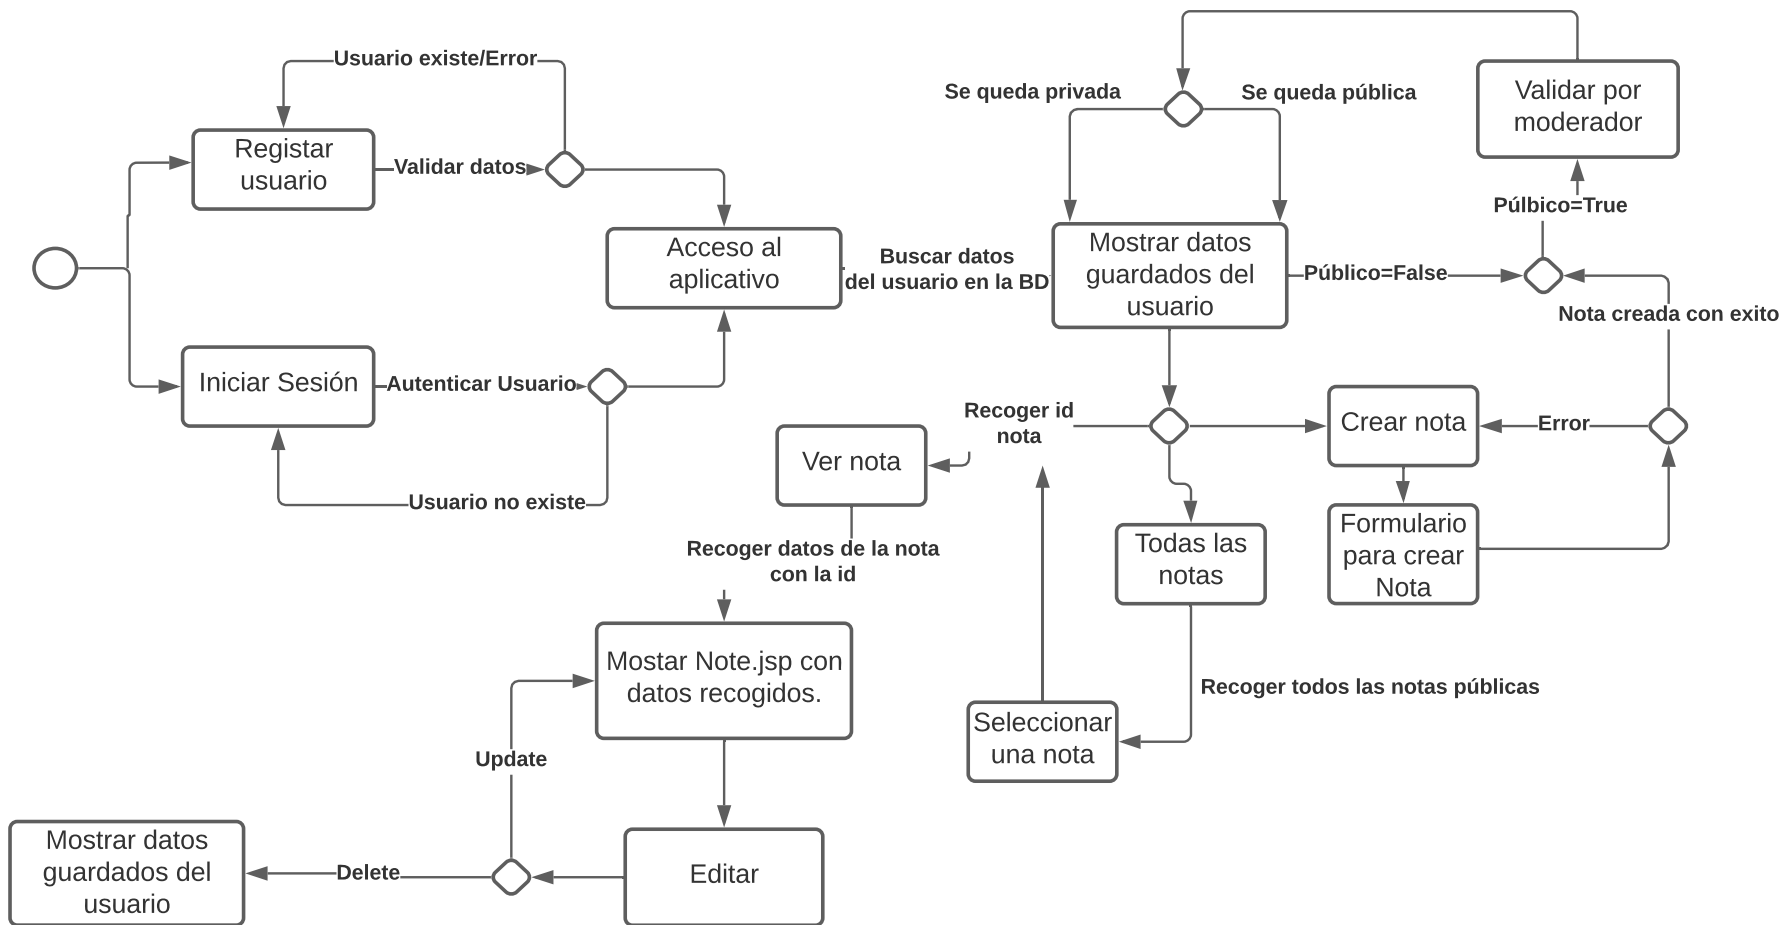 Usuario existe/Error
Registar
usuario
Validar datos
Acceso al
aplicativo
Iniciar Sesión
Autenticar Usuario
Usuario no existe
Buscar datos
del usuario en la BD
Se queda privada
Se queda pública
Validar por
moderador
Púlbico=True
Mostrar datos
guardados del
usuario
Público=False
Nota creada con exito
Recoger id
nota
Crear nota
Error
Ver nota
Formulario
para crear
Nota
Todas las
notas
Recoger datos de la nota
con la id
Mostar Note.jsp con
datos recogidos.
Recoger todos las notas públicas
Seleccionar
una nota
Update
Mostrar datos
guardados del
usuario
Delete
Editar